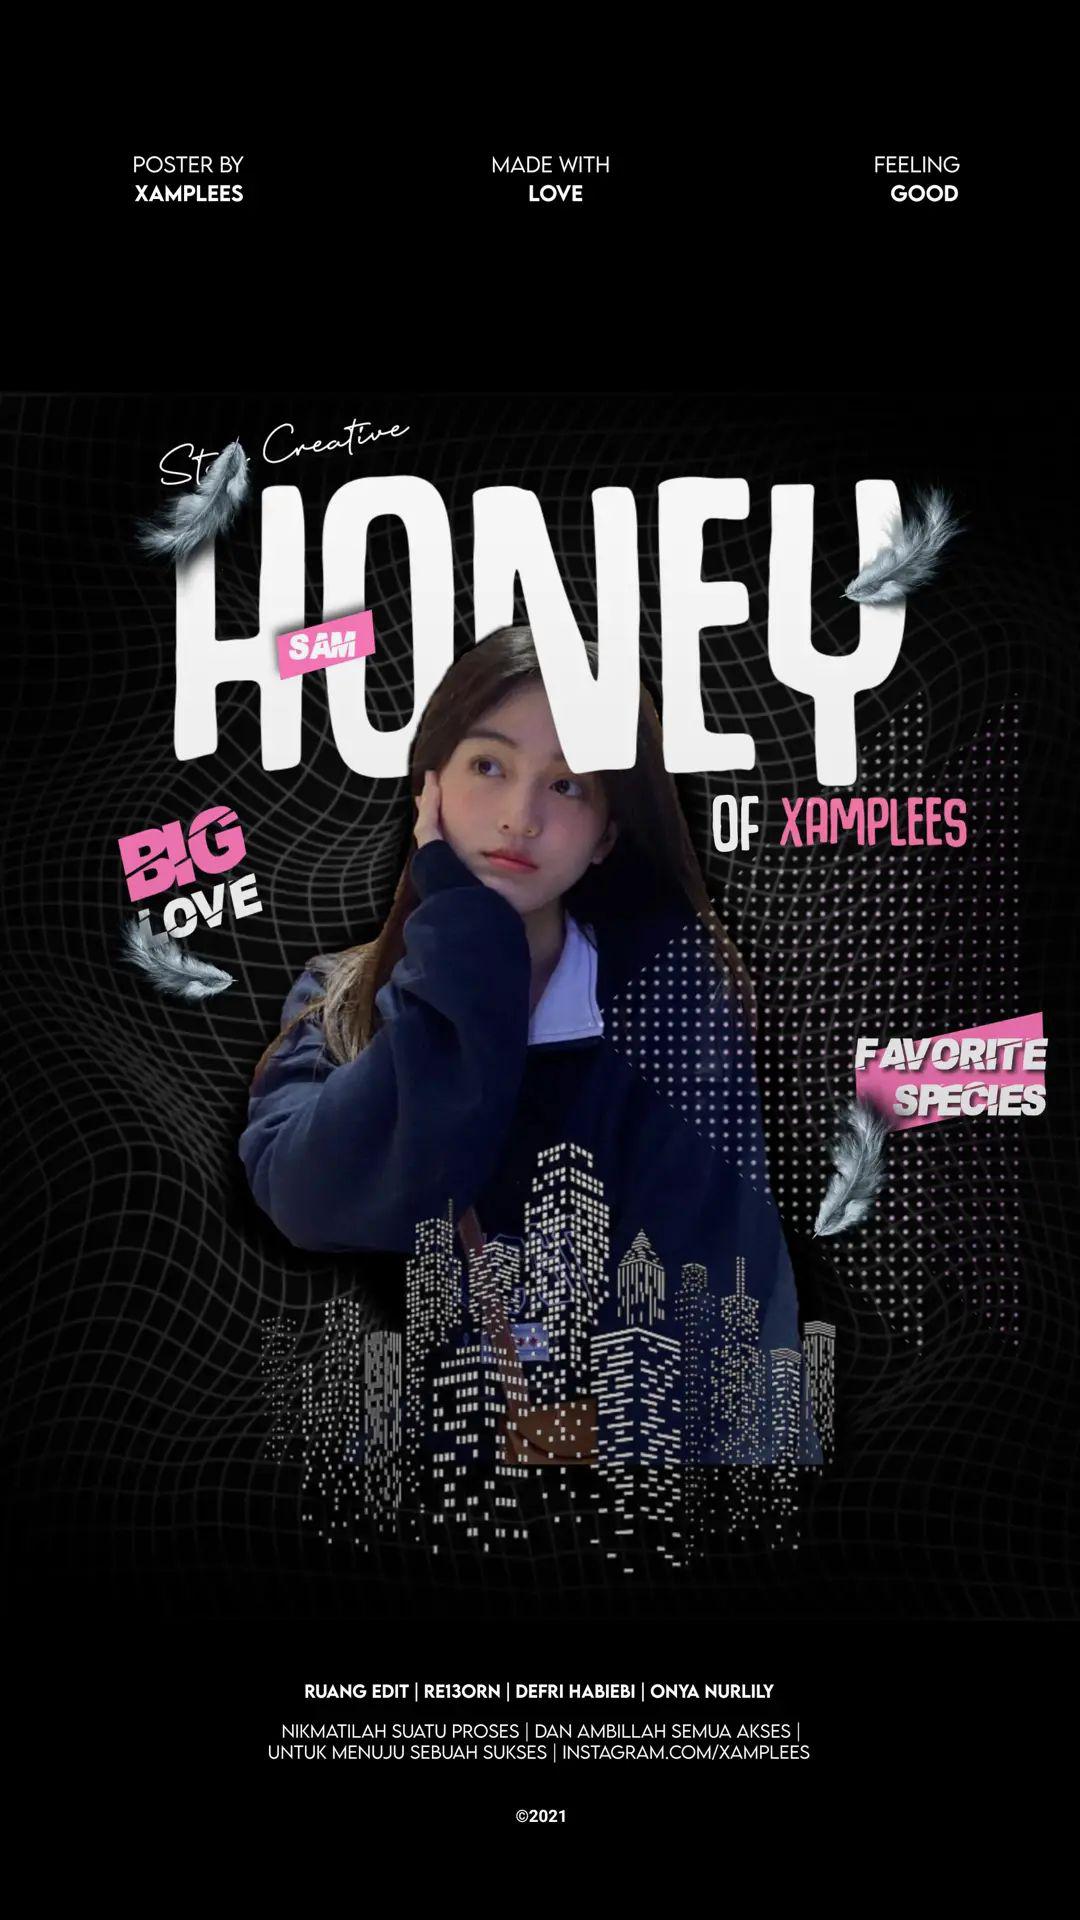 POSTER BY
XAMPLEES
MADE WITH
LOVE
FEELING
GOOD
Creative
HONEY
SAM
OF XAMPLEES
BIG
LOVE
FAVORITE
SPECIES
RUANG EDIT | RE13ORN | DEFRI HABIEBI | ONYA NURLILY
NIKMATILAH SUATU PROSES | DAN AMBILLAH SEMUA AKSES |
UNTUK MENUJU SEBUAH SUKSES | INSTAGRAM.COM/XAMPLEES
©2021